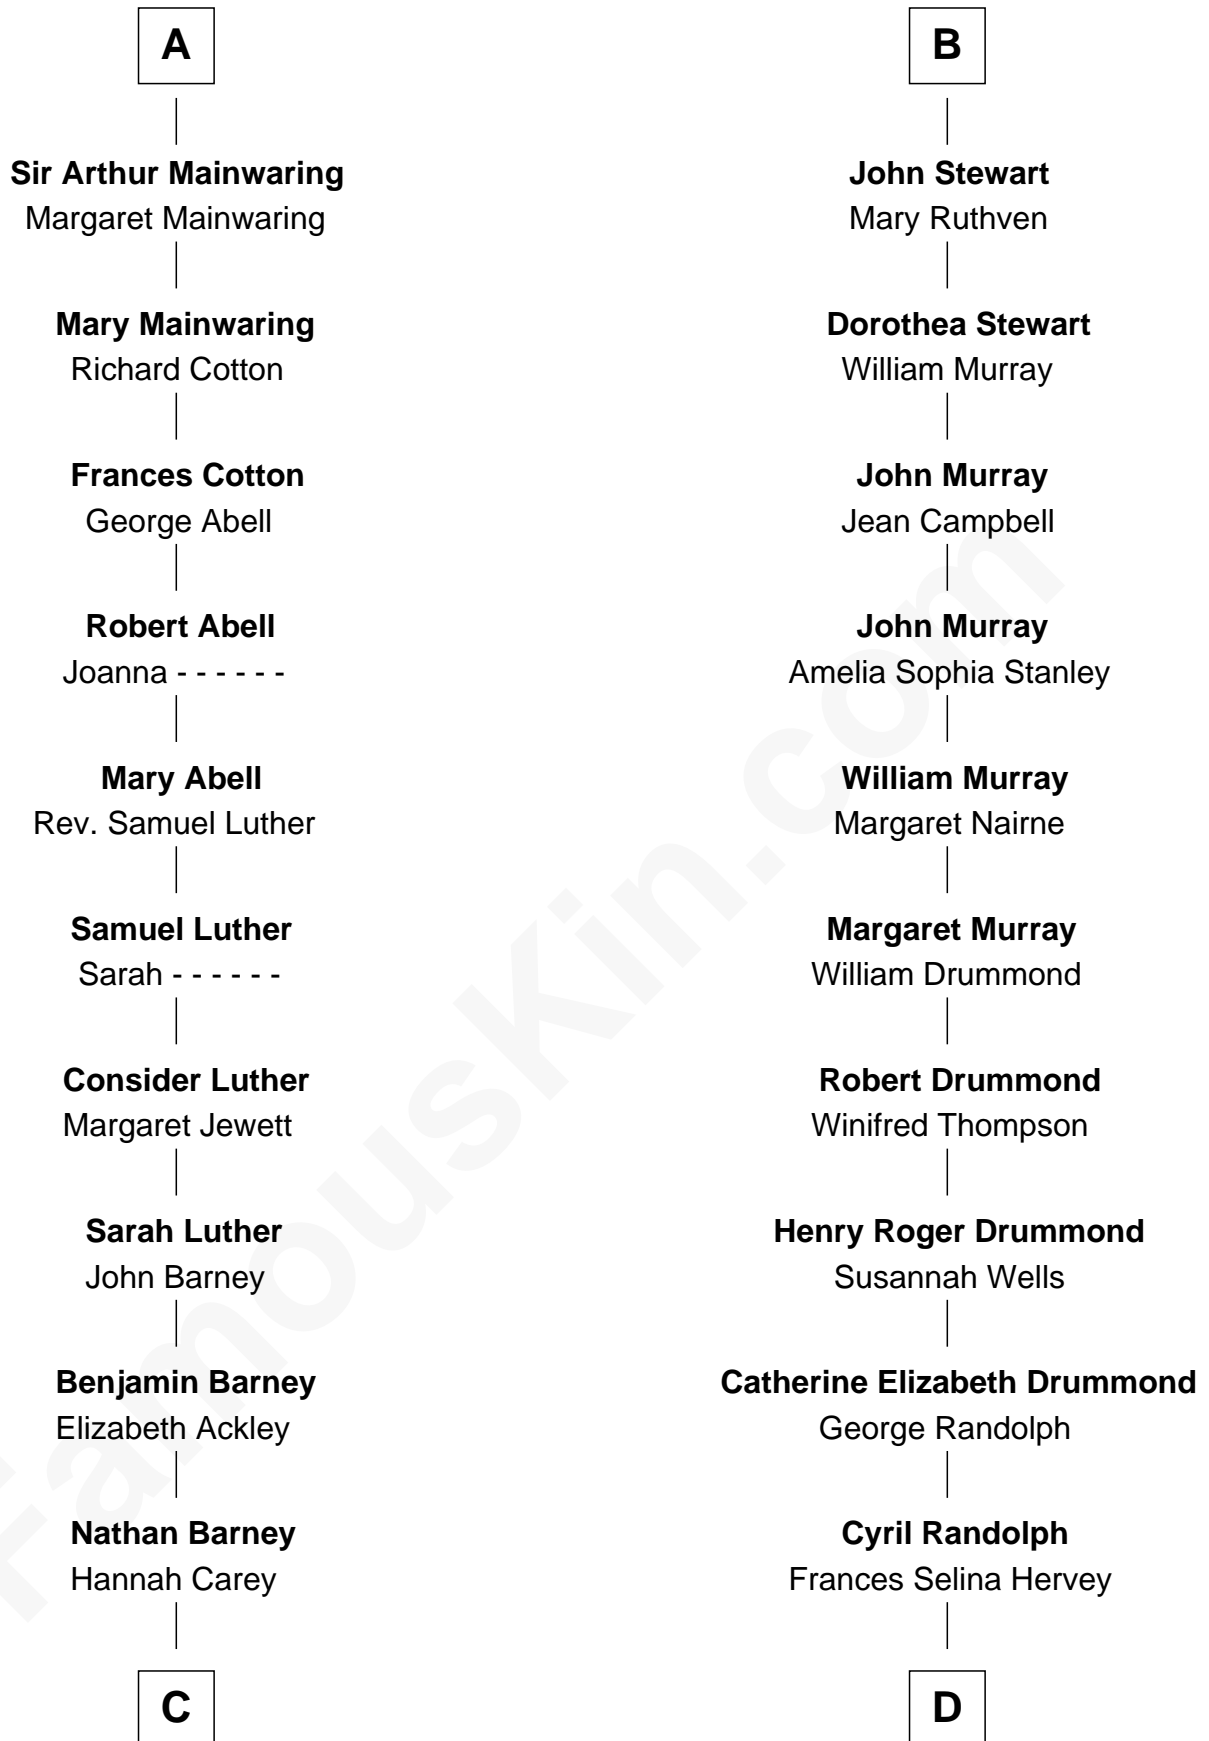 A
Sir Arthur Mainwaring
Margaret Mainwaring
Mary Mainwaring
Richard Cotton
Frances Cotton
George Abell
Robert Abell
Joanna - - - - - -
Mary Abell
Rev. Samuel Luther
Samuel Luther
Sarah - - - - - -
Consider Luther
Margaret Jewett
Sarah Luther
John Barney
Benjamin Barney
Elizabeth Ackley
Nathan Barney
Hannah Carey
C
B
John Stewart
Mary Ruthven
Dorothea Stewart
William Murray
John Murray
Jean Campbell
John Murray
Amelia Sophia Stanley
William Murray
Margaret Nairne
Margaret Murray
William Drummond
Robert Drummond
Winifred Thompson
Henry Roger Drummond
Susannah Wells
Catherine Elizabeth Drummond
George Randolph
Cyril Randolph
Frances Selina Hervey
D
FamousKin.com